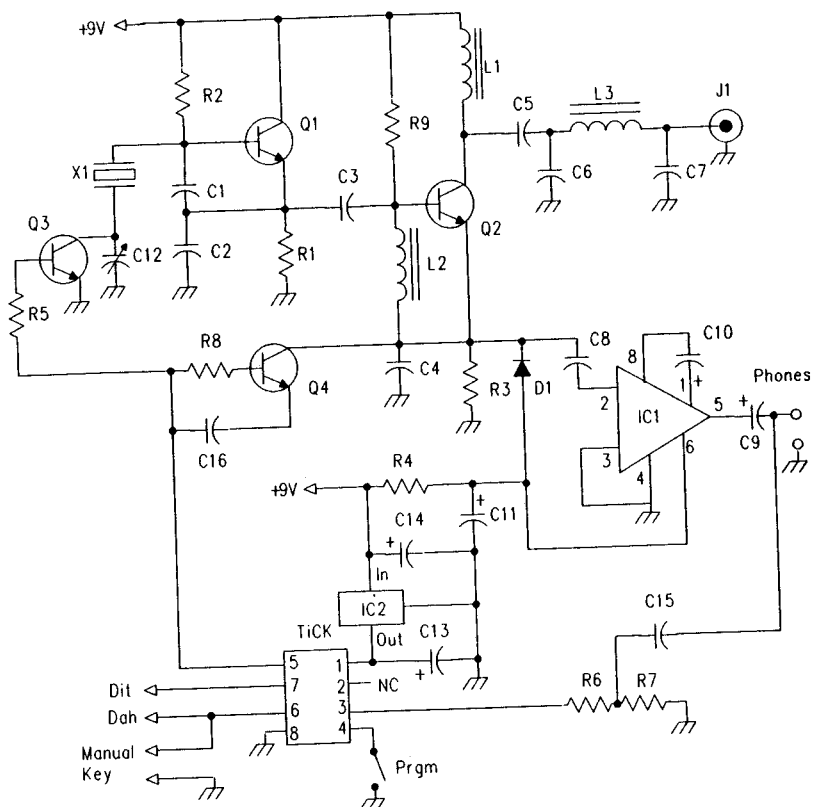 +9V
R2
Q1
X1
C1
Q3
C12
C2
R1
R5
C3
R9
L1
L2
Q2
C5
L3
J1
C6
C7
R8
Q4
C16
C4
R3
D1
C8
8
C10
1 +
2
IC1
5
3
4
6
+
C9
Phones
+9V
R4
+
C11
+
C14
In
IC2
Out
C13
+
TiCK
5
1
7
2
NC
6
3
8
4
Dit
Dah
Manual
Key
Prgm
C15
R6
R7